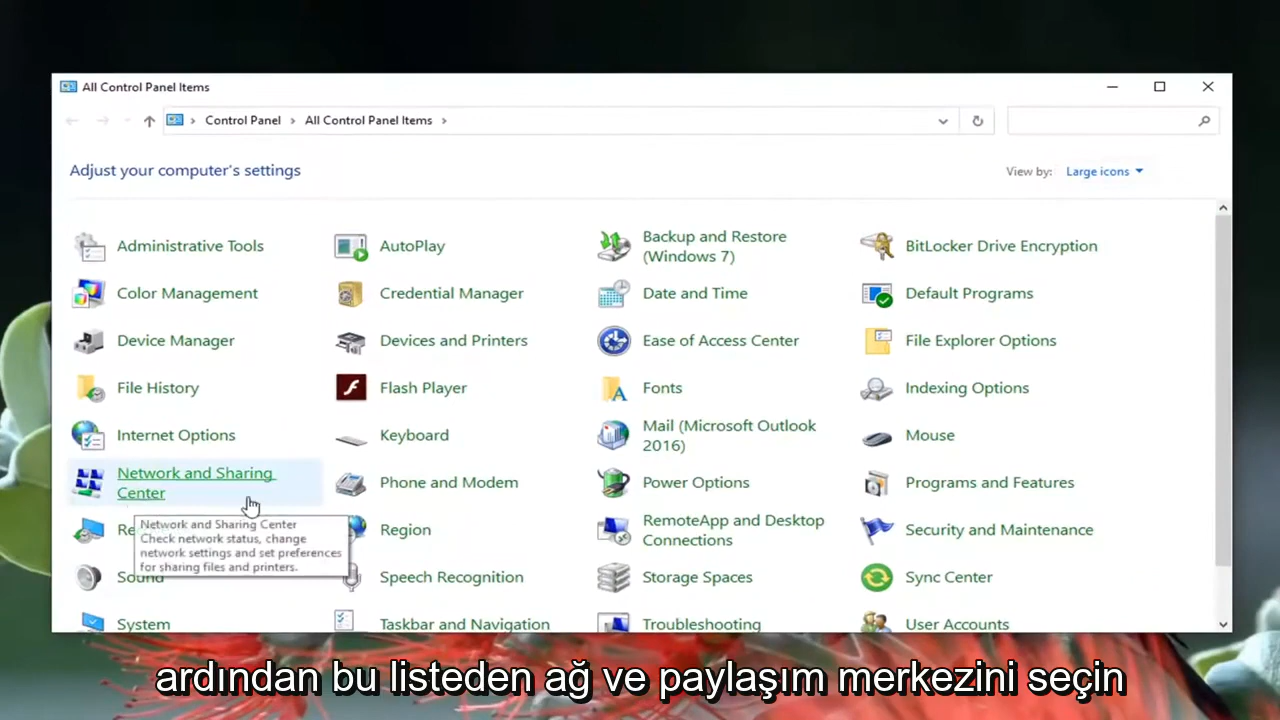 All Control Panel Items
Control Panel > All Control Panel Items >
Adjust your computer's settings
View by: Large icons
Administrative Tools
AutoPlay
Backup and Restore
(Windows 7)
BitLocker Drive Encryption
Color Management
Credential Manager
Date and Time
Default Programs
Device Manager
Devices and Printers
Ease of Access Center
File Explorer Options
File History
Flash Player
Fonts
Indexing Options
Internet Options
Keyboard
Mail (Microsoft Outlook
2016)
Mouse
Network and Sharing
Center
Phone and Modem
Power Options
Programs and Features
Network and Sharing Center
Check network status, change
network settings and set preferences
for sharing files and printers.
Region
RemoteApp and Desktop
Connections
Security and Maintenance
Sound
Speech Recognition
Storage Spaces
Sync Center
System
Taskbar and Navigation
Troubleshooting
User Accounts
ardından bu listeden ağ ve paylaşım merkezini seçin